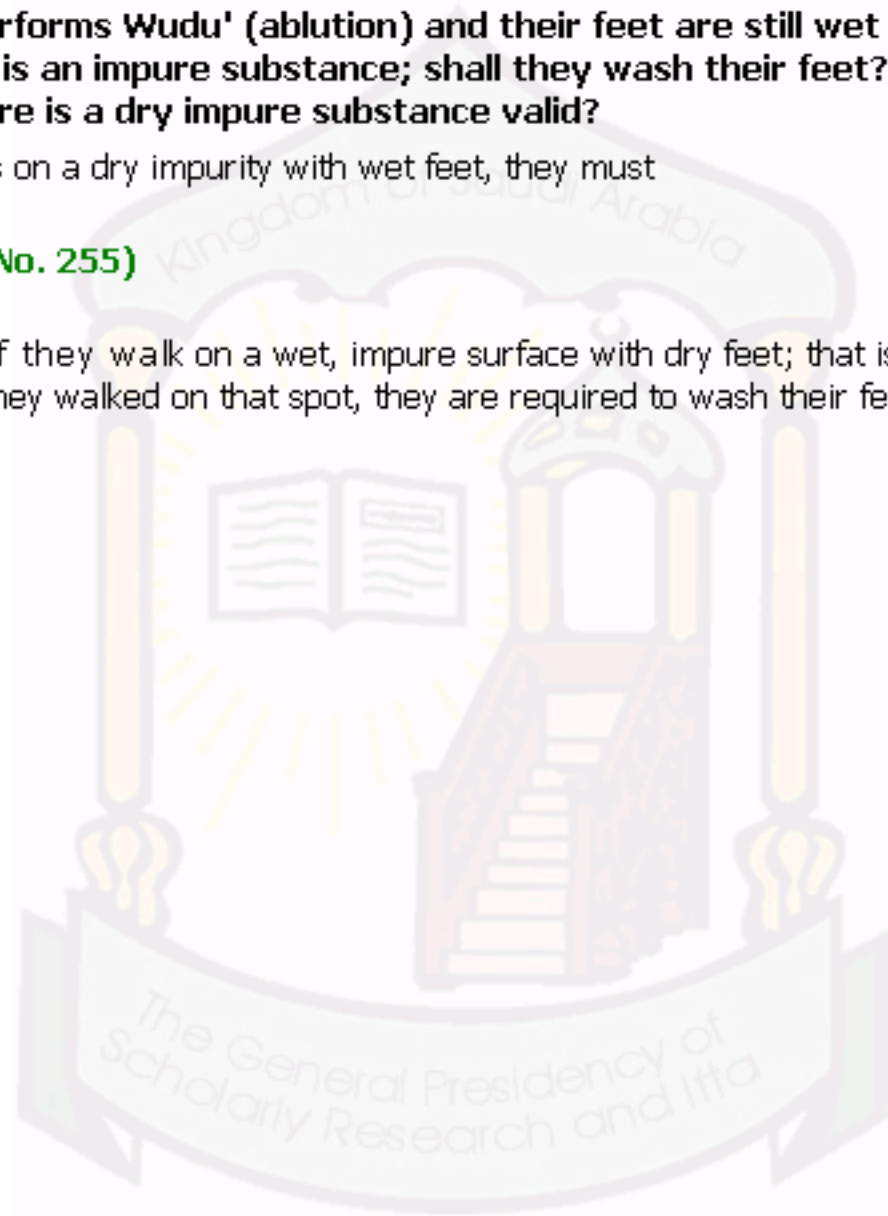 rforms Wudu' (ablution) and their feet are still wet
is an impure substance; shall they wash their feet?
re is a dry impure substance valid?
s on a dry impurity with wet feet, they must
No. 255)
f they walk on a wet, impure surface with dry feet; that is
hey walked on that spot, they are required to wash their fe
Kingdom of Saudi Arabia
The General Presidency of
Scholarly Research and Ifta